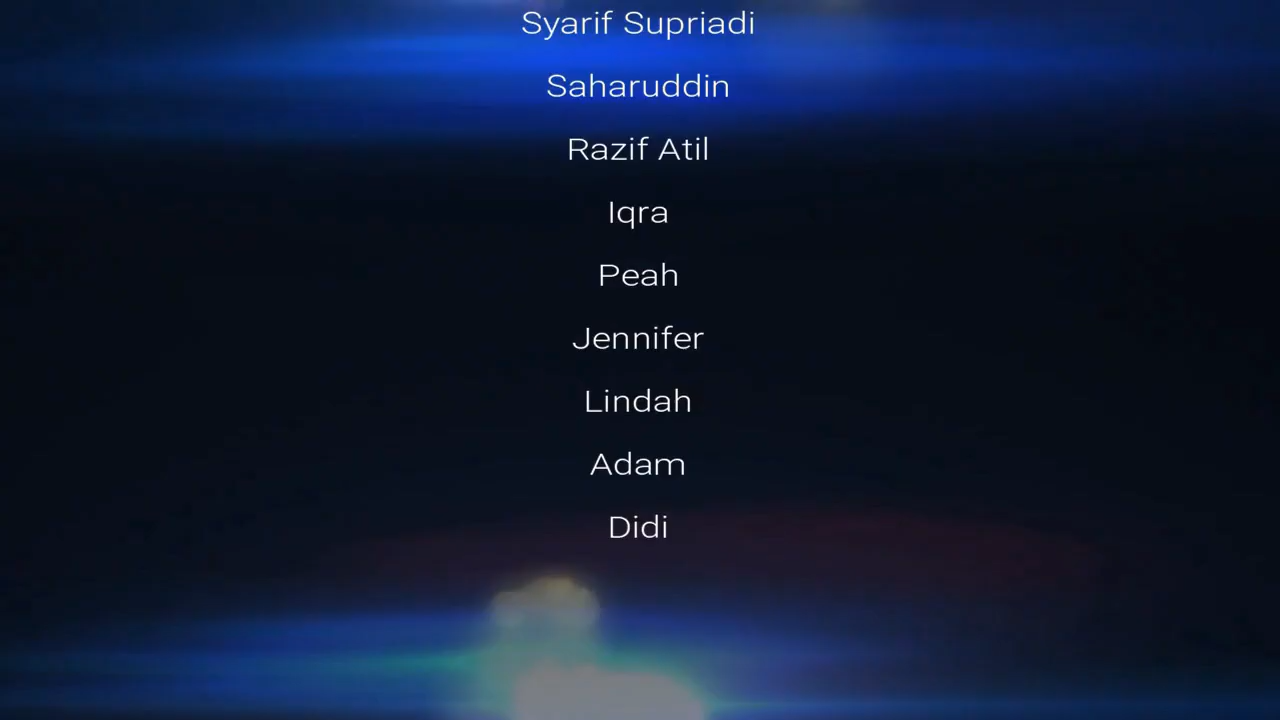 Syarif Supriadi
Saharuddin
Razif Atil
Iqra
Peah
Jennifer
Lindah
Adam
Didi